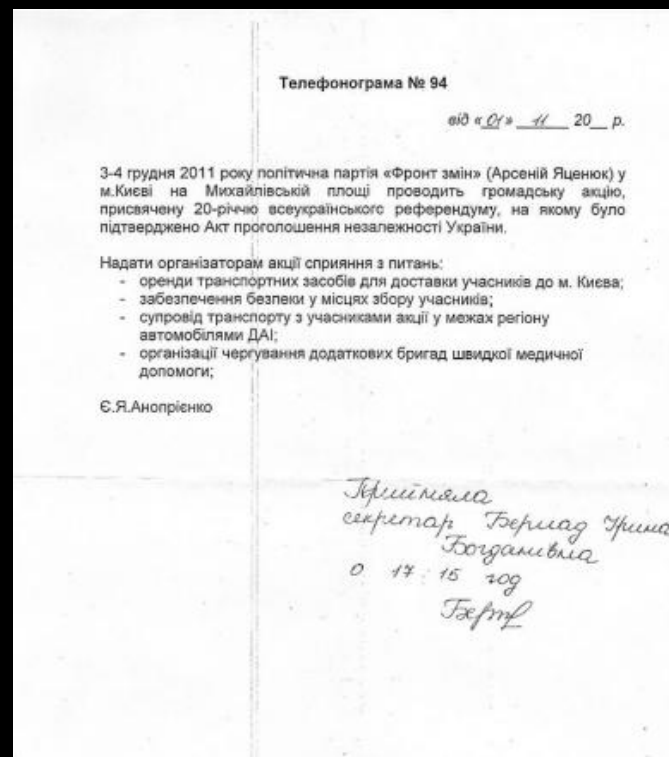 Телефонограма № 94
від «01» 11 20__ р.
3-4 грудня 2011 року політична партія «Фронт змін» (Арсеній Яценюк) у
м.Києві на Михайлівській площі проводить громадську акцію,
присвячену 20-річчю всеукраїнського референдуму, на якому було
підтверджено Акт проголошення незалежності України.
Надати організаторам акції сприяння з питань:
- оренди транспортних засобів для доставки учасників до м. Києва;
- забезпечення безпеки у місцях збору учасників;
- супровід транспорту з учасниками акції у межах регіону
автомобілями ДАІ;
- організації чергування додаткових бригад швидкої медичної
допомоги;
Є.Я.Анопрієнко
Прийняла
секретар Ірина
Богданівна
о 17:15 год